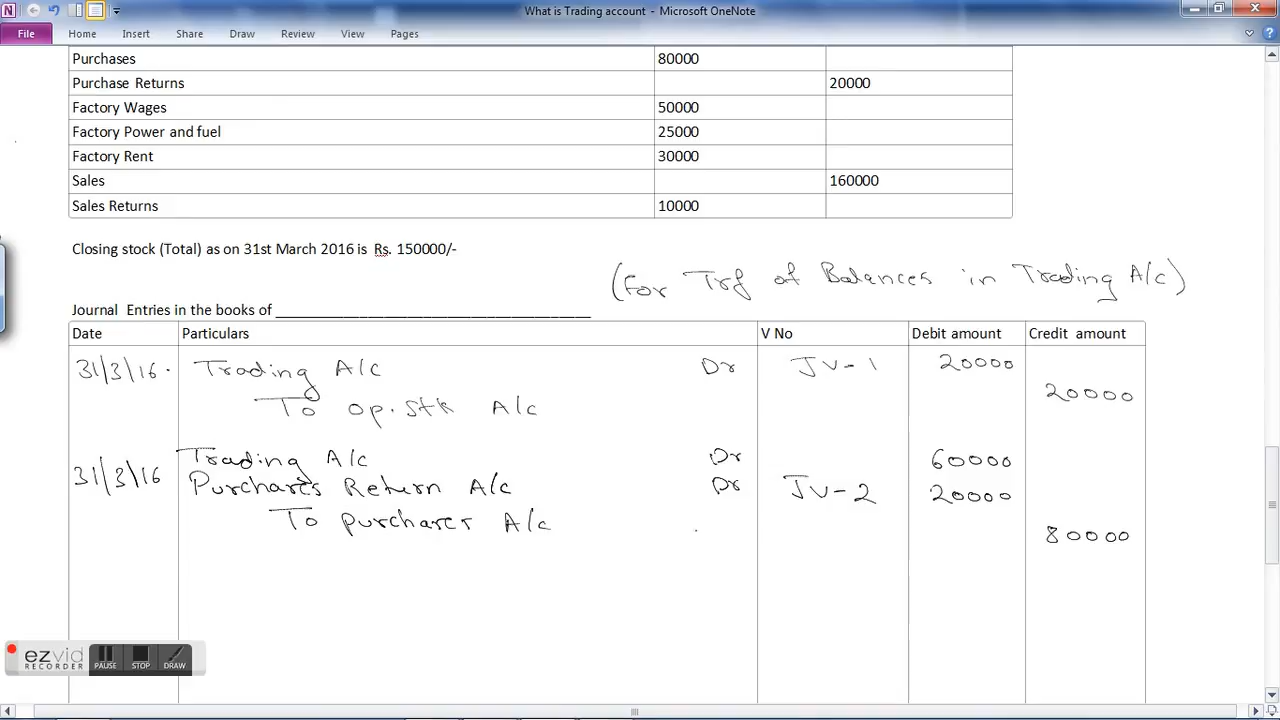 What is Trading account - Microsoft OneNote
File Home Insert Share Draw Review View Pages
Purchases 80000
Purchase Returns 20000
Factory Wages 50000
Factory Power and fuel 25000
Factory Rent 30000
Sales 160000
Sales Returns 10000
Closing stock (Total) as on 31st March 2016 is Rs. 150000/-
(For Trf of Balances in Trading A/c)
Journal Entries in the books of ____________________
Date Particulars V No Debit amount Credit amount
31/3/16 Trading A/c Dr JV-1 20000
To Op. Stk A/c 20000
Trading A/c Dr 60000
31/3/16 Purchases Return A/c Dr JV-2 20000
To purchases A/c 80000
ezvid
RECORDER
PAUSE STOP DRAW